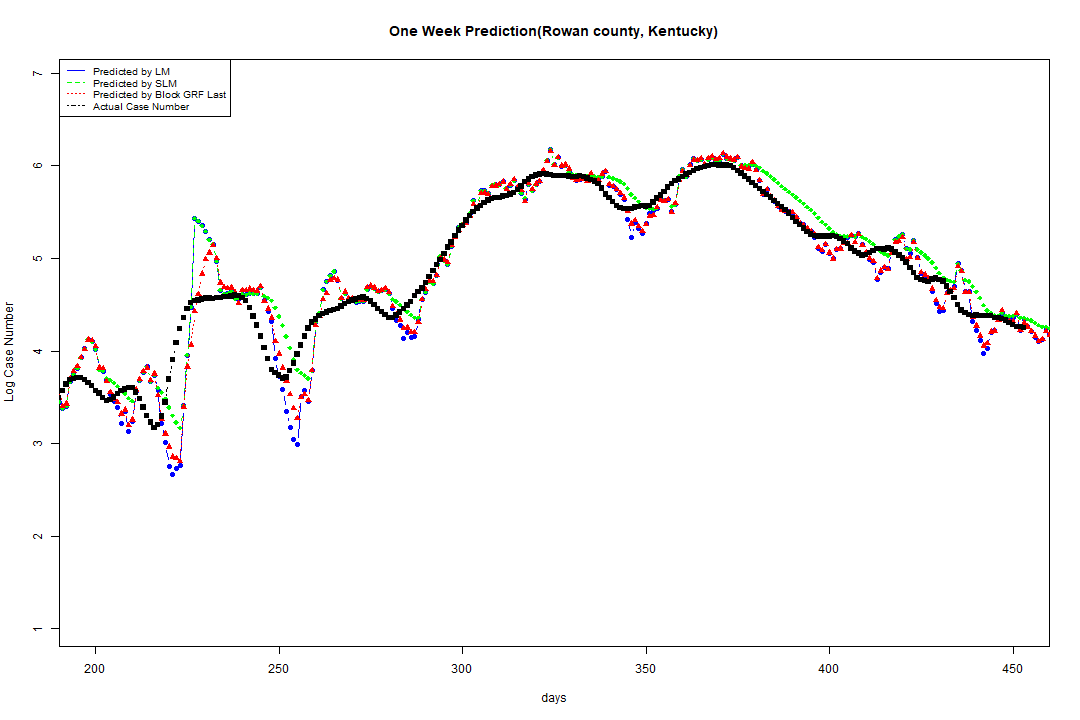 One Week Prediction(Rowan county, Kentucky)
Predicted by LM
Predicted by SLM
Predicted by Block GRF Last
Actual Case Number
7
6
5
4
3
2
1
Log Case Number
200 250 300 350 400 450
days